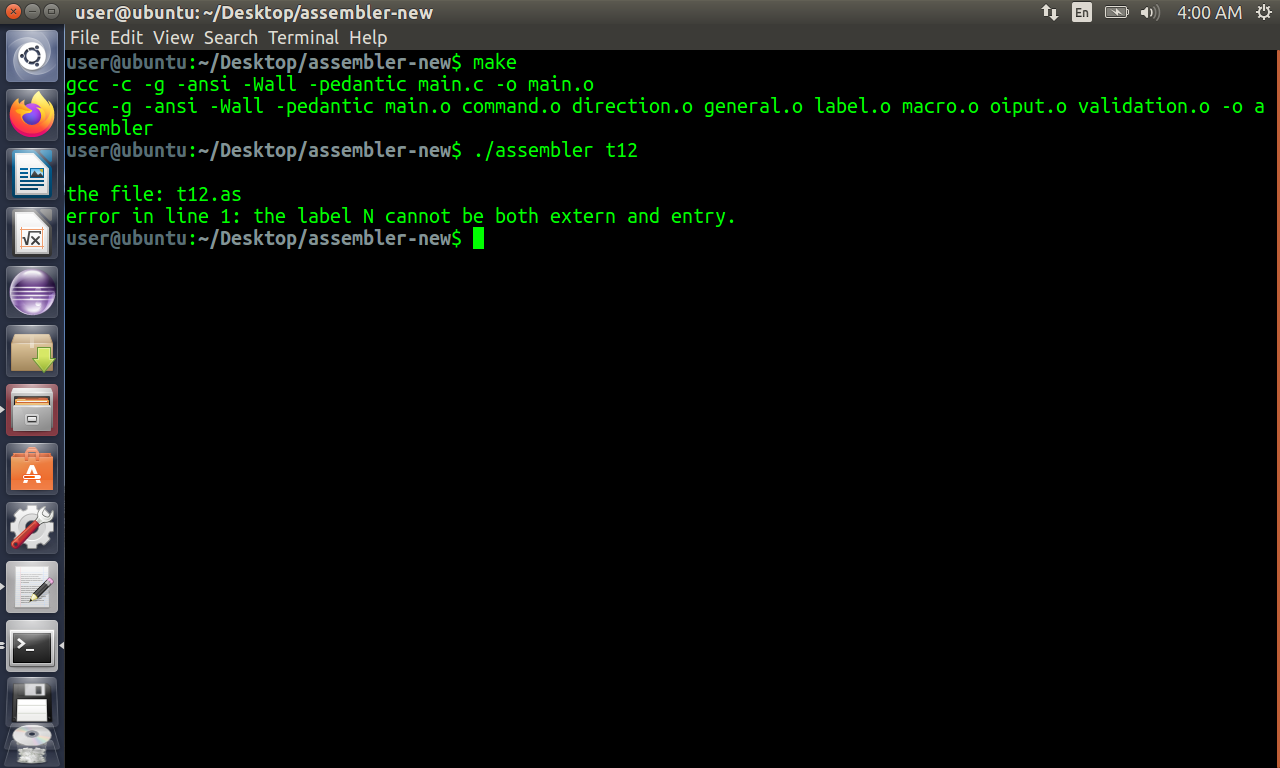 user@ubuntu: ~/Desktop/assembler-new
En
4:00 AM
File Edit View Search Terminal Help
user@ubuntu:~/Desktop/assembler-new$ make
gcc -c -g -ansi -Wall -pedantic main.c -o main.o
gcc -g -ansi -Wall -pedantic main.o command.o direction.o general.o label.o macro.o oiput.o validation.o -o a
ssembler
user@ubuntu:~/Desktop/assembler-new$ ./assembler t12
the file: t12.as
error in line 1: the label N cannot be both extern and entry.
user@ubuntu:~/Desktop/assembler-new$